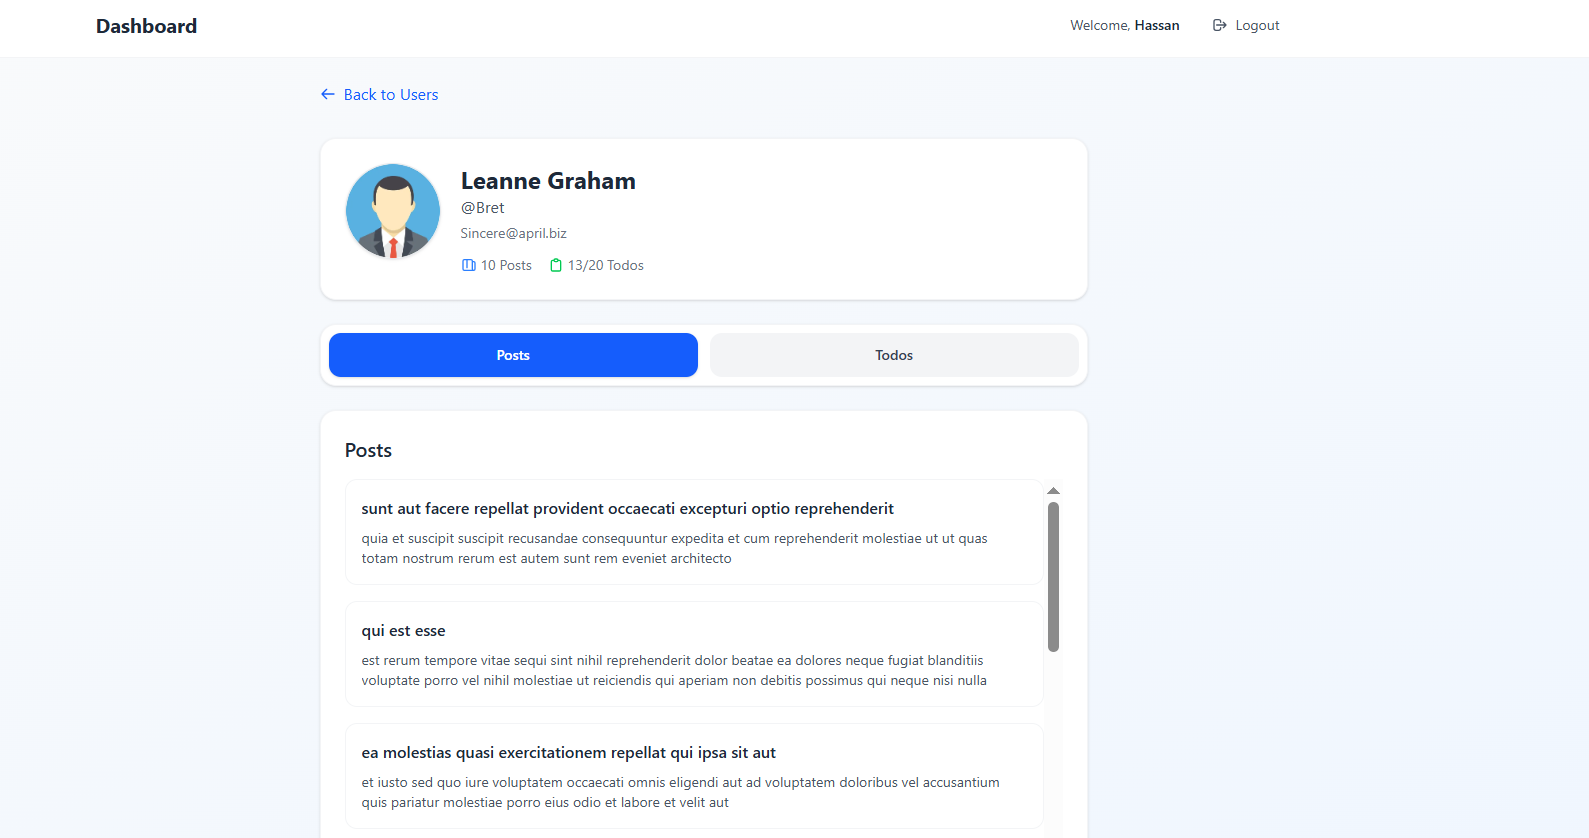 Dashboard
Welcome, Hassan
Logout
Back to Users
Leanne Graham
@Bret
Sincere@april.biz
10 Posts
13/20 Todos
Posts
Todos
Posts
sunt aut facere repellat provident occaecati excepturi optio reprehenderit
quia et suscipit suscipit recusandae consequuntur expedita et cum reprehenderit molestiae ut ut quas
totam nostrum rerum est autem sunt rem eveniet architecto
qui est esse
est rerum tempore vitae sequi sint nihil reprehenderit dolor beatae ea dolores neque fugiat blanditiis
voluptate porro vel nihil molestiae ut reiciendis qui aperiam non debitis possimus qui neque nisi nulla
ea molestias quasi exercitationem repellat qui ipsa sit aut
et iusto sed quo iure voluptatem occaecati omnis eligendi aut ad voluptatem doloribus vel accusantium
quis pariatur molestiae porro eius odio et labore et velit aut